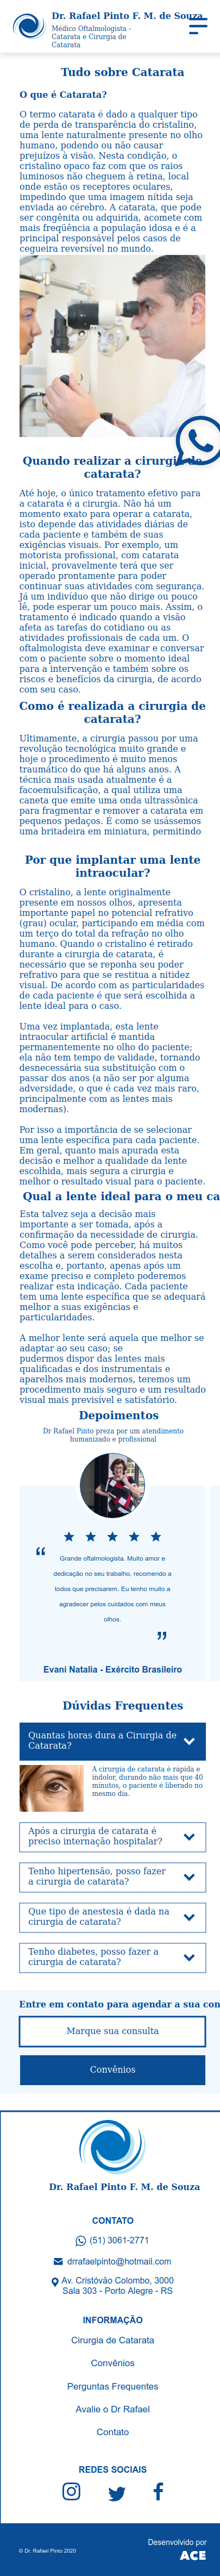 Dr. Rafael Pinto F. M. de Souza
Médico Oftalmologista -
Catarata e Cirurgia de
Catarata
Tudo sobre Catarata
O que é Catarata?
O termo catarata é dado a qualquer tipo
de perda de transparência do cristalino,
uma lente naturalmente presente no olho
humano, podendo ou não causar
prejuízos à visão. Nesta condição, o
cristalino opaco faz com que os raios
luminosos não cheguem à retina, local
onde estão os receptores oculares,
impedindo que uma imagem nítida seja
enviada ao cérebro. A catarata, que pode
ser congênita ou adquirida, acomete com
mais freqüência a população idosa e é a
principal responsável pelos casos de
cegueira reversível no mundo.
Quando realizar a cirurgia de
catarata?
Até hoje, o único tratamento efetivo para
a catarata é a cirurgia. Não há um
momento exato para operar a catarata,
isto depende das atividades diárias de
cada paciente e também de suas
exigências visuais. Por exemplo, um
motorista profissional, com catarata
inicial, provavelmente terá que ser
operado prontamente para poder
continuar suas atividades com segurança.
Já um indivíduo que não dirige ou pouco
lê, pode esperar um pouco mais. Assim, o
tratamento é indicado quando a visão
afeta as tarefas do cotidiano ou as
atividades profissionais de cada um. O
oftalmologista deve examinar e conversar
com o paciente sobre o momento ideal
para a intervenção e também sobre os
riscos e benefícios da cirurgia, de acordo
com seu caso.
Como é realizada a cirurgia de
catarata?
Ultimamente, a cirurgia passou por uma
revolução tecnológica muito grande e
hoje o procedimento é muito menos
traumático do que há alguns anos. A
técnica mais usada atualmente é a
facoemulsificação, a qual utiliza uma
caneta que emite uma onda ultrassônica
para fragmentar e remover a catarata em
pequenos pedaços. É como se usássemos
uma britadeira em miniatura, permitindo
Por que implantar uma lente
intraocular?
O cristalino, a lente originalmente
presente em nossos olhos, apresenta
importante papel no potencial refrativo
(grau) ocular, participando em média com
um terço do total da refração no olho
humano. Quando o cristalino é retirado
durante a cirurgia de catarata, é
necessário que se reponha seu poder
refrativo para que se restitua a nitidez
visual. De acordo com as particularidades
de cada paciente é que será escolhida a
lente ideal para o caso.
Uma vez implantada, esta lente
intraocular artificial é mantida
permanentemente no olho do paciente;
ela não tem tempo de validade, tornando
desnecessária sua substituição com o
passar dos anos (a não ser por alguma
adversidade, o que é cada vez mais raro,
principalmente com as lentes mais
modernas).
Por isso a importância de se selecionar
uma lente específica para cada paciente.
Em geral, quanto mais apurada esta
decisão e melhor a qualidade da lente
escolhida, mais segura a cirurgia e
melhor o resultado visual para o paciente.
Qual a lente ideal para o meu ca
Esta talvez seja a decisão mais
importante a ser tomada, após a
confirmação da necessidade de cirurgia.
Como você pode perceber, há muitos
detalhes a serem considerados nesta
escolha e, portanto, apenas após um
exame preciso e completo poderemos
realizar esta indicação. Cada paciente
tem uma lente específica que se adequará
melhor a suas exigências e
particularidades.
A melhor lente será aquela que melhor se
adaptar ao seu caso; se
pudermos dispor das lentes mais
qualificadas e dos instrumentais e
aparelhos mais modernos, teremos um
procedimento mais seguro e um resultado
visual mais previsível e satisfatório.
Depoimentos
Dr Rafael Pinto preza por um atendimento
humanizado e profissional
“
Grande oftalmologista. Muito amor e
dedicação no seu trabalho, recomendo a
todos que precisarem. Eu tenho muito a
agradecer pelos cuidados com meus
olhos.
”
Evani Natalia - Exército Brasileiro
Dúvidas Frequentes
Quantas horas dura a Cirurgia de
Catarata?
A cirurgia de catarata é rápida e
indolor, durando não mais que 40
minutos, o paciente é liberado no
mesmo dia.
Após a cirurgia de catarata é
preciso internação hospitalar?
Tenho hipertensão, posso fazer
a cirurgia de catarata?
Que tipo de anestesia é dada na
cirurgia de catarata?
Tenho diabetes, posso fazer a
cirurgia de catarata?
Entre em contato para agendar a sua con
Marque sua consulta
Convênios
Dr. Rafael Pinto F. M. de Souza
CONTATO
(51) 3061-2771
drrafaelpinto@hotmail.com
Av. Cristóvão Colombo, 3000
Sala 303 - Porto Alegre - RS
INFORMAÇÃO
Cirurgia de Catarata
Convênios
Perguntas Frequentes
Avalie o Dr Rafael
Contato
REDES SOCIAIS
Desenvolvido por
© Dr. Rafael Pinto 2020
ACE